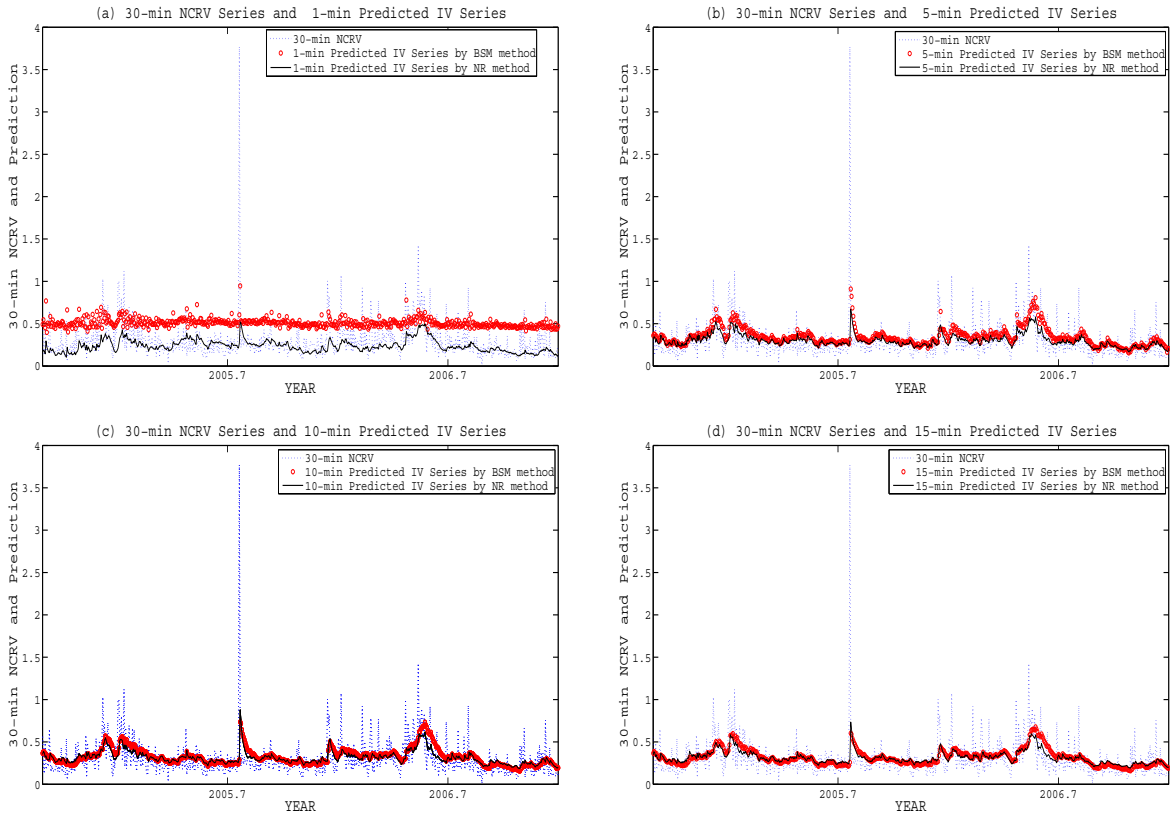 (a) 30-min NCRV Series and  1-min Predicted IV Series
30-min NCRV
1-min Predicted IV Series by BSM method
1-min Predicted IV Series by NR method
30-min NCRV and Prediction
4
3.5
3
2.5
2
1.5
1
0.5
0
2005.7
2006.7
YEAR
(b) 30-min NCRV Series and  5-min Predicted IV Series
30-min NCRV
5-min Predicted IV Series by BSM method
5-min Predicted IV Series by NR method
30-min NCRV and Prediction
4
3.5
3
2.5
2
1.5
1
0.5
0
2005.7
2006.7
YEAR
(c) 30-min NCRV Series and 10-min Predicted IV Series
30-min NCRV
10-min Predicted IV Series by BSM method
10-min Predicted IV Series by NR method
30-min NCRV and Prediction
4
3.5
3
2.5
2
1.5
1
0.5
0
2005.7
2006.7
YEAR
(d) 30-min NCRV Series and 15-min Predicted IV Series
30-min NCRV
15-min Predicted IV Series by BSM method
15-min Predicted IV Series by NR method
30-min NCRV and Prediction
4
3.5
3
2.5
2
1.5
1
0.5
0
2005.7
2006.7
YEAR